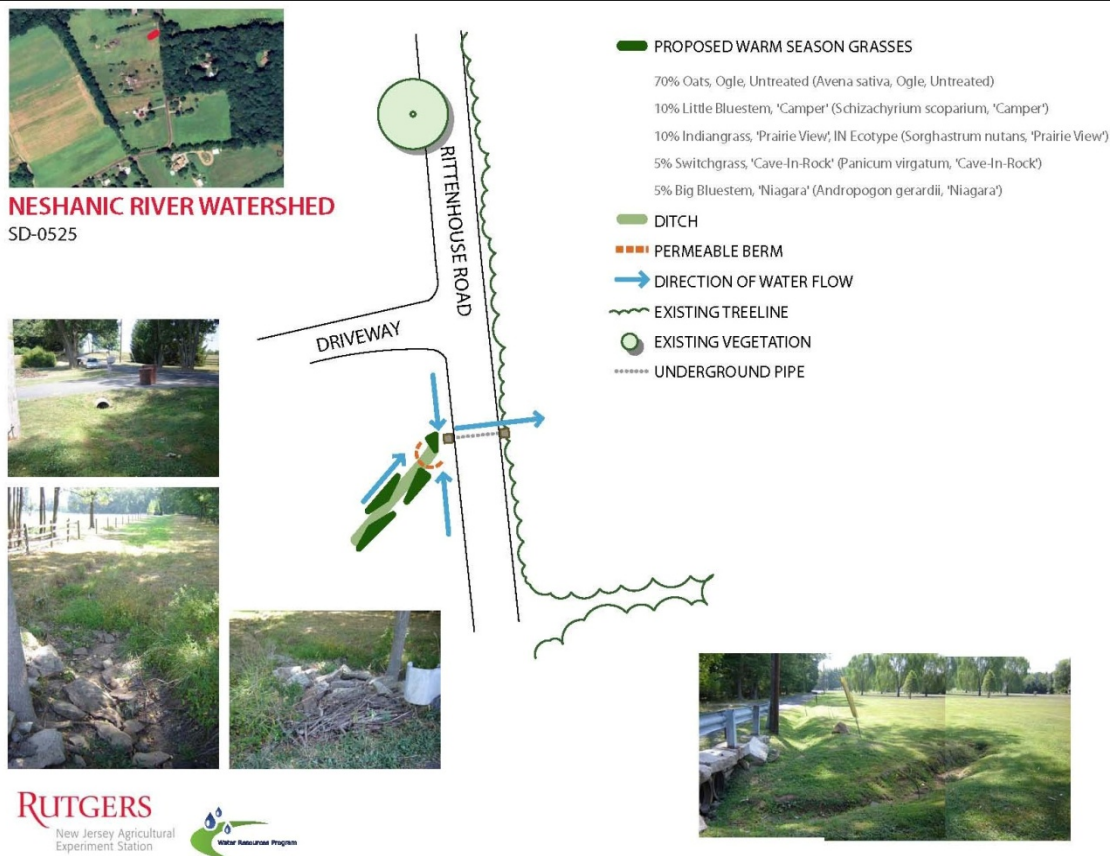 NESHANIC RIVER WATERSHED
SD-0525
RITTENHOUSE ROAD
DRIVEWAY
PROPOSED WARM SEASON GRASSES
70% Oats, Ogle, Untreated (Avena sativa, Ogle, Untreated)
10% Little Bluestem, 'Camper' (Schizachyrium scoparium, 'Camper')
10% Indiangrass, 'Prairie View', IN Ecotype (Sorghastrum nutans, 'Prairie View')
5% Switchgrass, 'Cave-In-Rock' (Panicum virgatum, 'Cave-In-Rock')
5% Big Bluestem, 'Niagara' (Andropogon gerardii, 'Niagara')
DITCH
PERMEABLE BERM
DIRECTION OF WATER FLOW
EXISTING TREELINE
EXISTING VEGETATION
UNDERGROUND PIPE
RUTGERS
New Jersey Agricultural
Experiment Station
Water Resources Program